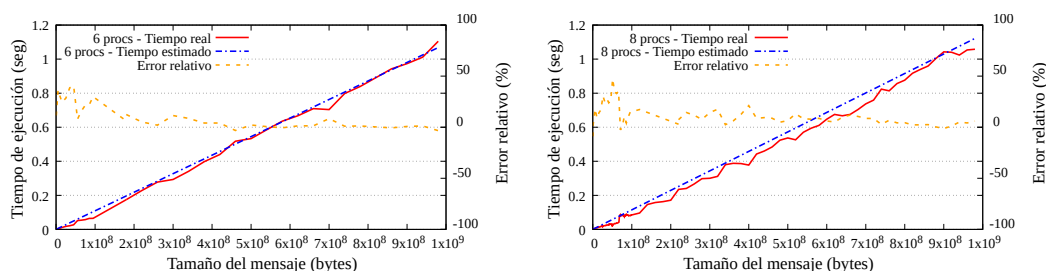 6 procs - Tiempo real
6 procs - Tiempo estimado
Error relativo
Tiempo de ejecución (seg)
1.2
1
0.8
0.6
0.4
0.2
0
100
50
0
-50
-100
Error relativo (%)
0 1x10^8 2x10^8 3x10^8 4x10^8 5x10^8 6x10^8 7x10^8 8x10^8 9x10^8 1x10^9
Tamaño del mensaje (bytes)
8 procs - Tiempo real
8 procs - Tiempo estimado
Error relativo
Tiempo de ejecución (seg)
1.2
1
0.8
0.6
0.4
0.2
0
100
50
0
-50
-100
Error relativo (%)
0 1x10^8 2x10^8 3x10^8 4x10^8 5x10^8 6x10^8 7x10^8 8x10^8 9x10^8 1x10^9
Tamaño del mensaje (bytes)